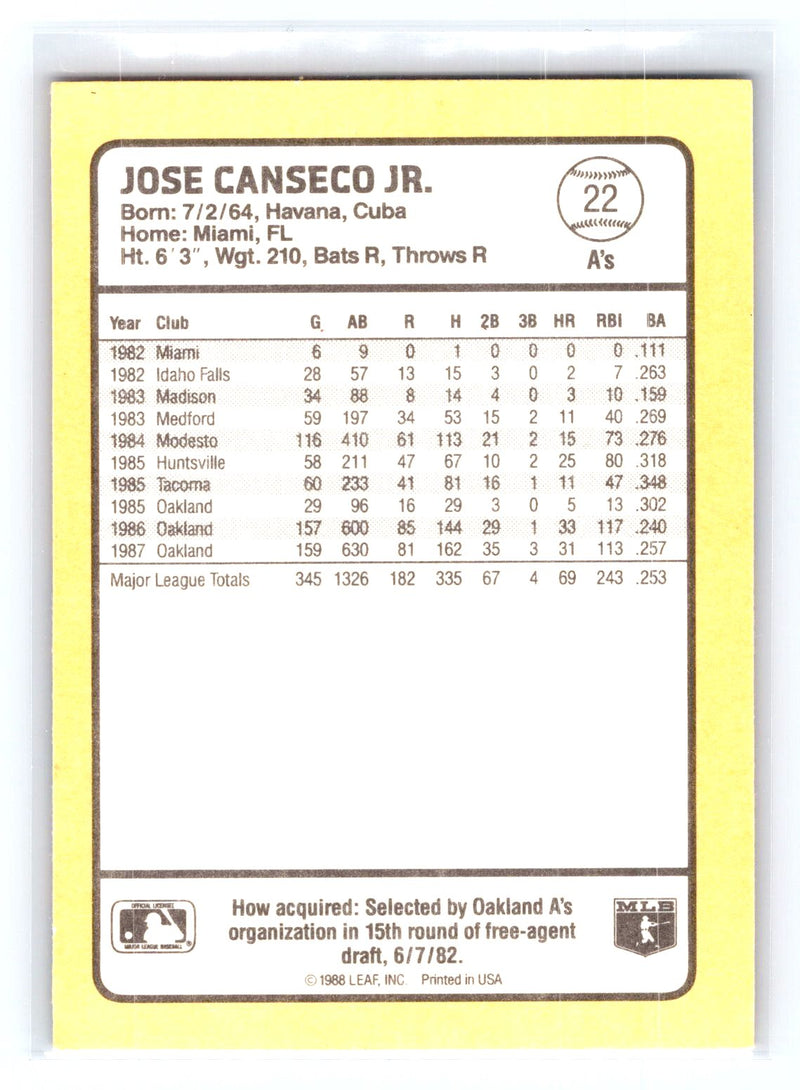 JOSE CANSECO JR.
Born: 7/2/64, Havana, Cuba
Home: Miami, FL
Ht. 6'3", Wgt. 210, Bats R, Throws R
22
A's
Year Club G AB R H 2B 3B HR RBI BA
1982 Miami 6 9 0 1 0 0 0 0 .111
1982 Idaho Falls 28 57 13 15 3 0 2 7 .263
1983 Madison 34 88 8 14 4 0 3 10 .159
1983 Medford 59 197 34 53 15 2 11 40 .269
1984 Modesto 116 410 61 113 21 2 15 73 .276
1985 Huntsville 58 211 47 67 10 2 25 80 .318
1985 Tacoma 60 233 41 81 16 1 11 47 .348
1985 Oakland 29 96 16 29 3 0 5 13 .302
1986 Oakland 157 600 85 144 29 1 33 117 .240
1987 Oakland 159 630 81 162 35 3 31 113 .257
Major League Totals 345 1326 182 335 67 4 69 243 .253
OFFICIAL LICENSEE
MAJOR LEAGUE BASEBALL ®
How acquired: Selected by Oakland A's
organization in 15th round of free-agent
draft, 6/7/82.
© 1988 LEAF, INC. Printed in USA
MLB